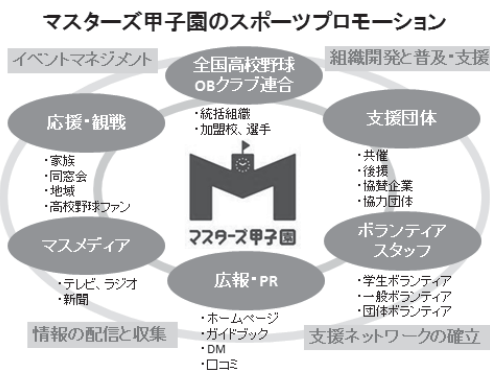 マスターズ甲子園のスポーツプロモーション
イベントマネジメント
組織開発と普及・支援
全国高校野球
OBクラブ連合
・統括組織
・加盟校、選手
応援・観戦
・家族
・同窓会
・地域
・高校野球ファン
支援団体
・共催
・後援
・協賛企業
・協力団体
マスターズ甲子園
マスメディア
・テレビ、ラジオ
・新聞
広報・PR
・ホームページ
・ガイドブック
・DM
・口コミ
ボランティア
スタッフ
・学生ボランティア
・一般ボランティア
・団体ボランティア
情報の配信と収集
支援ネットワークの確立